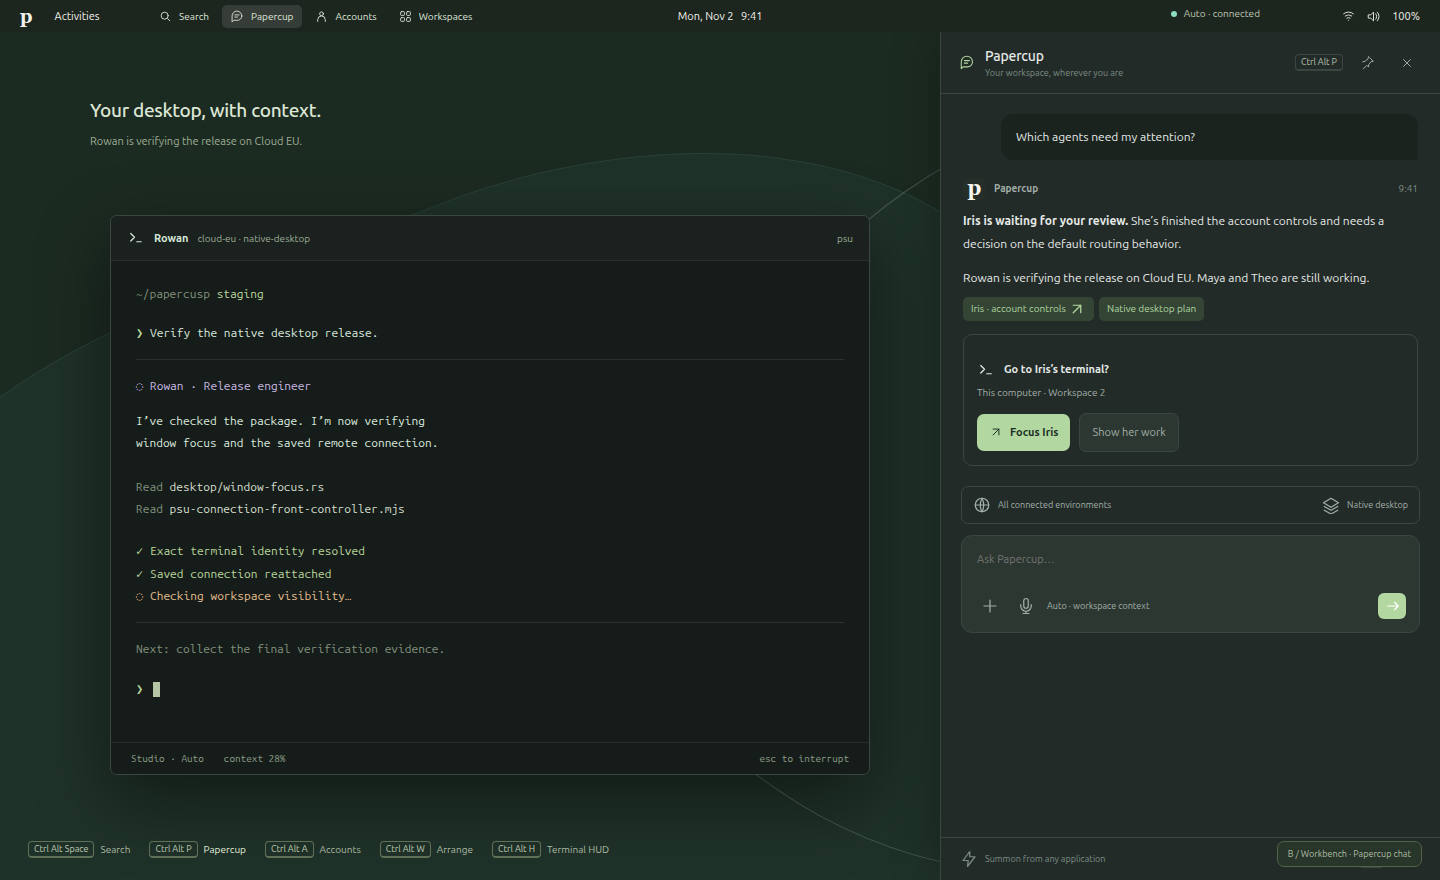 p Activities Search Papercup Accounts Workspaces Mon, Nov 2 9:41 Auto · connected 100%
Your desktop, with context.
Rowan is verifying the release on Cloud EU.
Rowan cloud-eu · native-desktop psu
~/papercusp staging
❯ Verify the native desktop release.
◌ Rowan · Release engineer
I’ve checked the package. I’m now verifying
window focus and the saved remote connection.
Read desktop/window-focus.rs
Read psu-connection-front-controller.mjs
✓ Exact terminal identity resolved
✓ Saved connection reattached
◌ Checking workspace visibility…
Next: collect the final verification evidence.
❯
Studio · Auto context 28% esc to interrupt
Ctrl Alt Space Search Ctrl Alt P Papercup Ctrl Alt A Accounts Ctrl Alt W Arrange Ctrl Alt H Terminal HUD
Papercup Ctrl Alt P
Your workspace, wherever you are
Which agents need my attention?
p Papercup 9:41
Iris is waiting for your review. She’s finished the account controls and needs a
decision on the default routing behavior.
Rowan is verifying the release on Cloud EU. Maya and Theo are still working.
Iris · account controls Native desktop plan
Go to Iris’s terminal?
This computer · Workspace 2
Focus Iris Show her work
All connected environments Native desktop
Ask Papercup…
Auto · workspace context
Summon from any application B / Workbench · Papercup chat